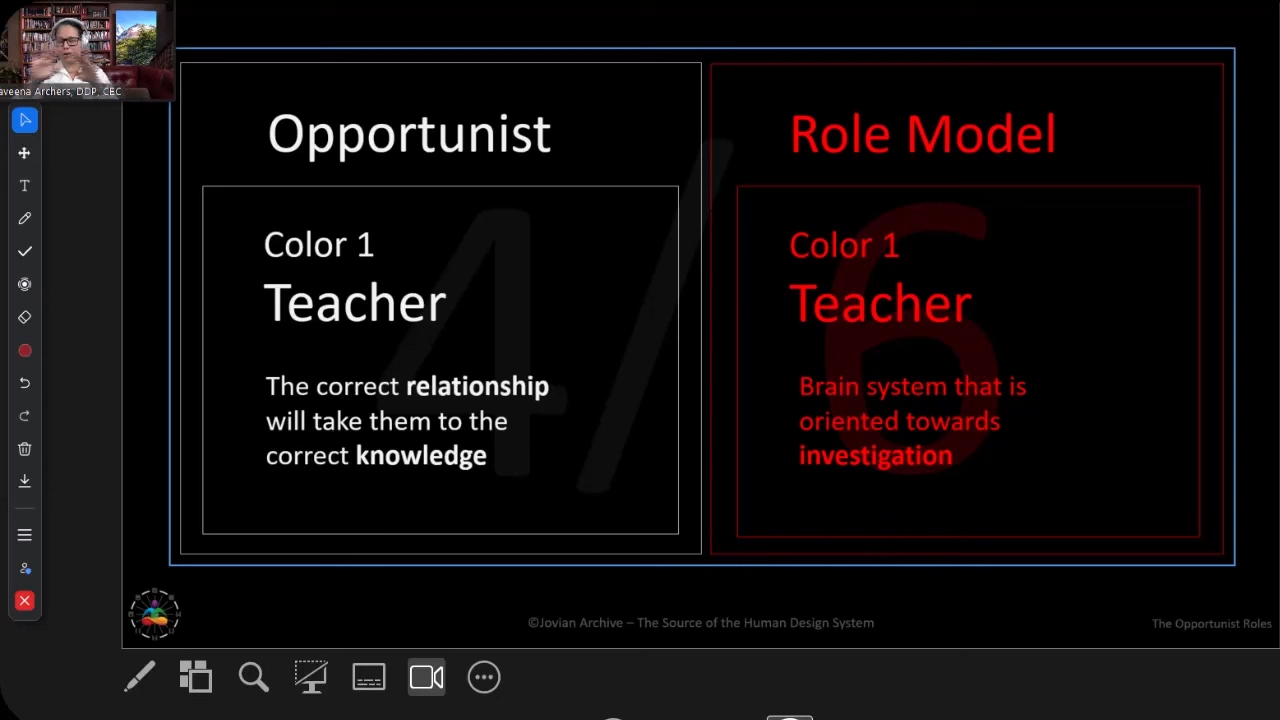 aveena Archers, DDP, CEC
Opportunist
Color 1
Teacher
The correct relationship
will take them to the
correct knowledge
Role Model
Color 1
Teacher
Brain system that is
oriented towards
investigation
4/6
©Jovian Archive – The Source of the Human Design System
The Opportunist Roles